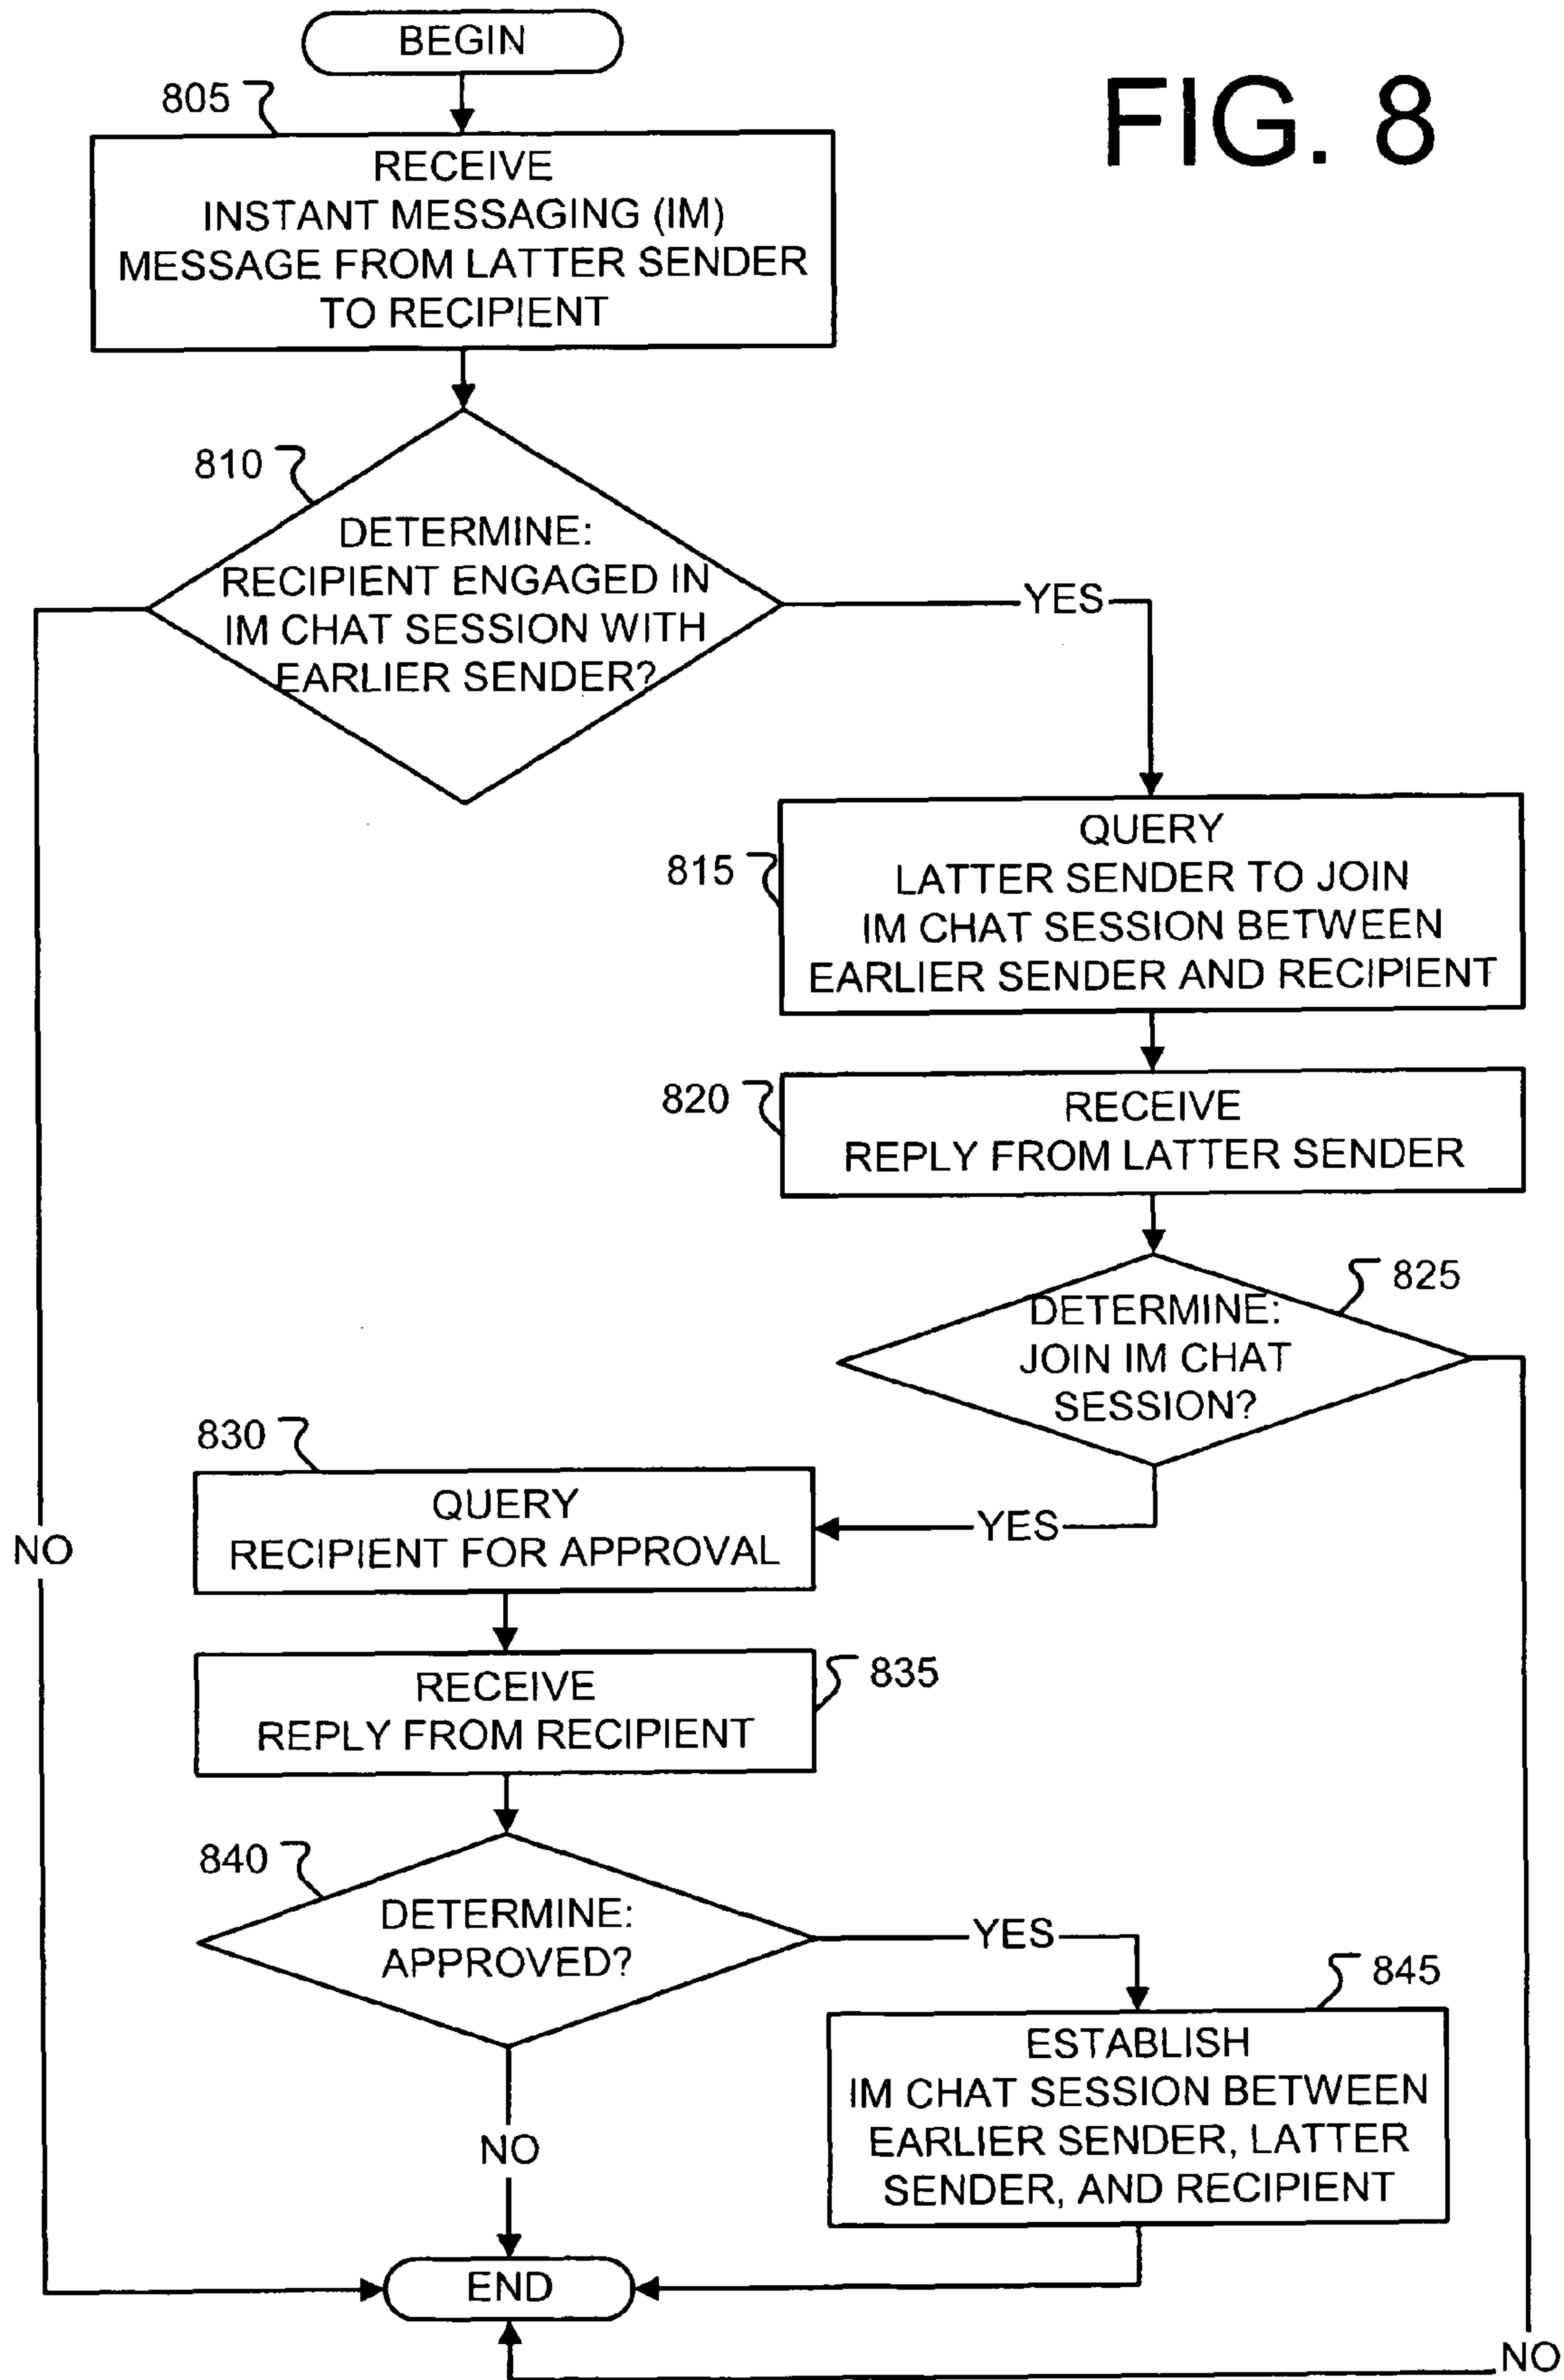 BEGIN
FIG. 8
805
RECEIVE
INSTANT MESSAGING (IM)
MESSAGE FROM LATTER SENDER
TO RECIPIENT
810
DETERMINE:
RECIPIENT ENGAGED IN
IM CHAT SESSION WITH
EARLIER SENDER?
YES
815
QUERY
LATTER SENDER TO JOIN
IM CHAT SESSION BETWEEN
EARLIER SENDER AND RECIPIENT
820
RECEIVE
REPLY FROM LATTER SENDER
825
DETERMINE:
JOIN IM CHAT
SESSION?
YES
830
QUERY
RECIPIENT FOR APPROVAL
NO
835
RECEIVE
REPLY FROM RECIPIENT
840
DETERMINE:
APPROVED?
YES
845
ESTABLISH
IM CHAT SESSION BETWEEN
EARLIER SENDER, LATTER
SENDER, AND RECIPIENT
NO
END
NO